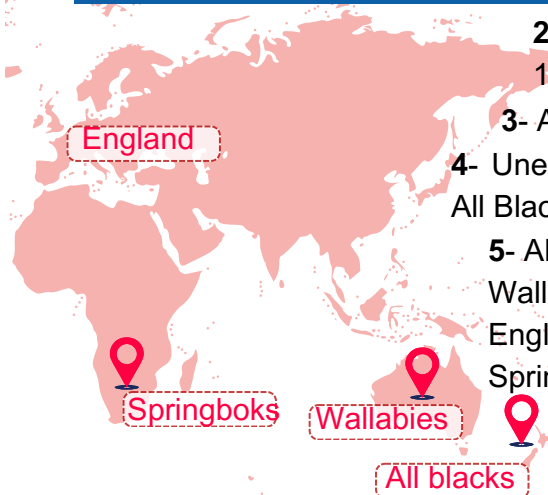 2
1
3- A
England
4- Une
All Blac
5- Al
Wall
Engl
Sprin
Springboks
Wallabies
All blacks